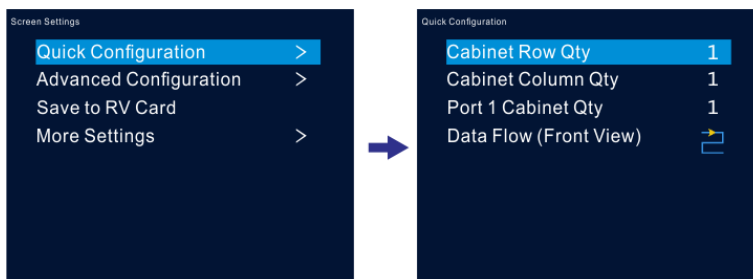 Screen Settings
Quick Configuration >
Advanced Configuration >
Save to RV Card
More Settings >
Quick Configuration
Cabinet Row Qty 1
Cabinet Column Qty 1
Port 1 Cabinet Qty 1
Data Flow (Front View)